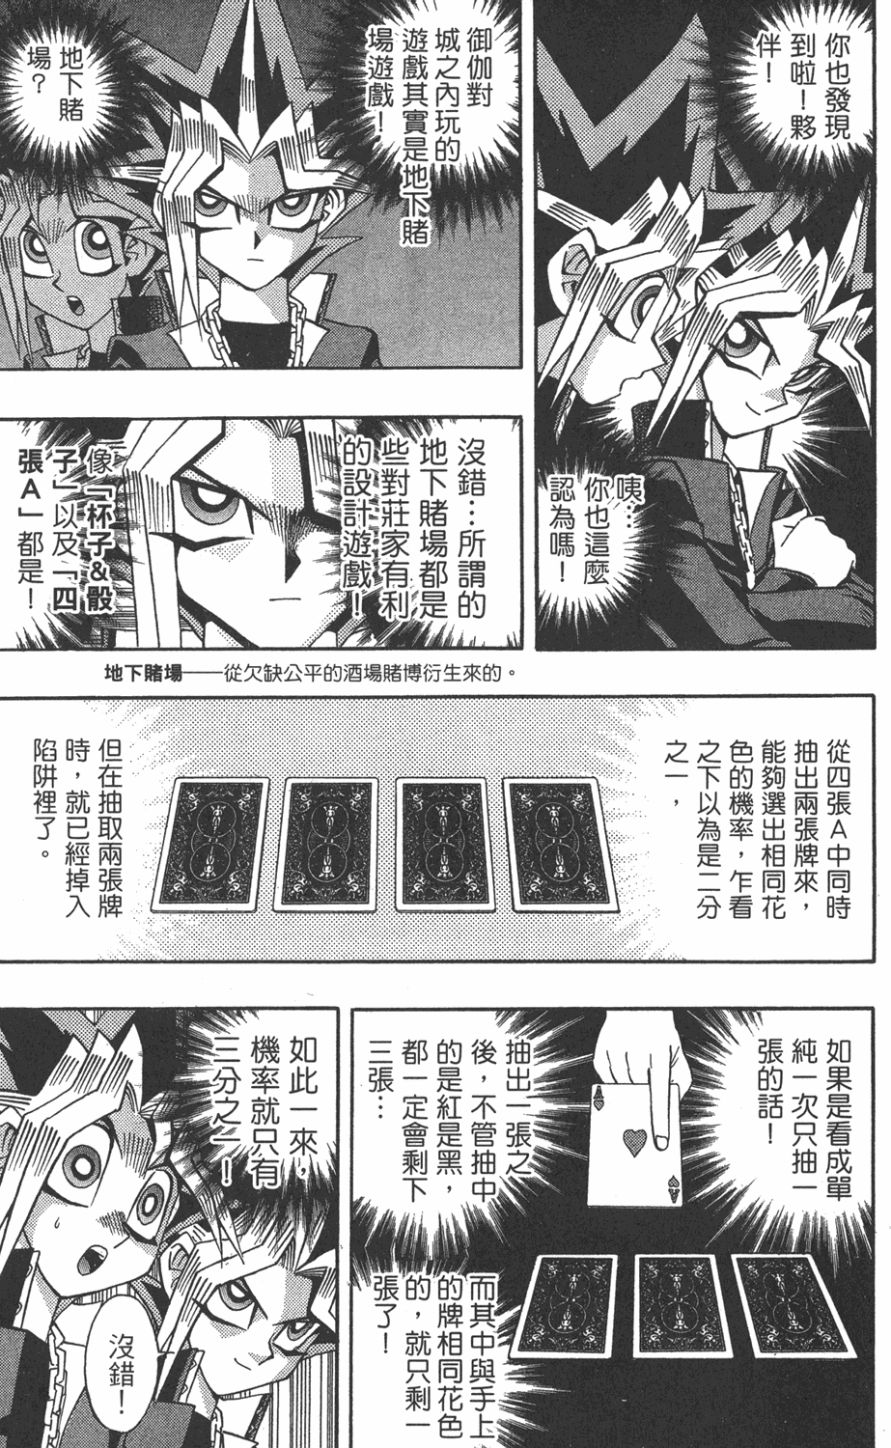 你也發現
到啦！夥
伴！
咦…
你也這麼
認為嗎！
御伽對
城之內玩的
遊戲其實是地下賭
場遊戲！
地下賭
場？
沒錯…所謂的
地下賭場都是
些對莊家有利
的設計遊戲！
像「杯子&骰
子」以及「四
張A」都是！
地下賭場——從欠缺公平的酒場賭博衍生來的。
從四張A中同時
抽出兩張牌來，
能夠選出相同花
色的機率，乍看
之下以為是二分
之一，
但在抽取兩張牌
時，就已經掉入
陷阱裡了。
如果是看成單
純一次只抽一
張的話！
A
A
抽出一張之
後，不管抽中
的是紅是黑，
都一定會剩下
三張…
而其中與手上
的牌相同花色
的，就只剩一
張了！
如此一來，
機率就只有
三分之一！
沒錯！